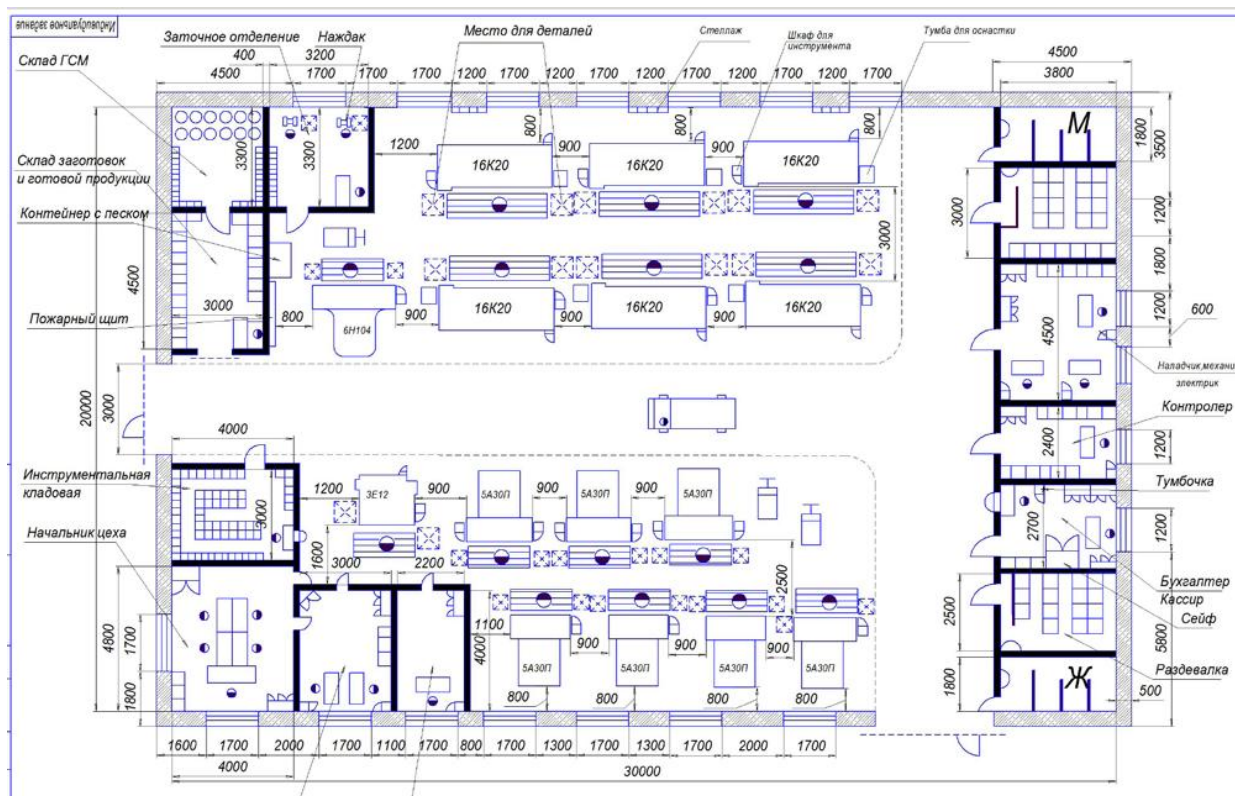 Индивидуальное задание
Склад ГСМ
Заточное отделение
Наждак
Место для деталей
Стеллаж
Шкаф для
инструмента
Тумба для оснастки
400
3200
4500
4500
1700
1700
1700
1200
1700
1200
1700
1200
1700
1200
1700
1200
1700
3800
Склад заготовок
и готовой продукции
Контейнер с песком
3300
3300
1200
800
900
800
900
800
16К20
16К20
16К20
М
1800
3500
3000
1200
3000
1800
4500
3000
Пожарный щит
800
6Н104
900
16К20
900
16К20
900
16К20
4500
1200
600
Наладчик,механи
электрик
20000
3000
Контролер
2400
1200
4000
Инструментальная
кладовая
3000
1200
3Е12
900
5А30П
900
5А30П
900
5А30П
Тумбочка
2700
1200
Начальник цеха
1600
3000
2200
2500
Бухгалтер
Кассир
Сейф
4800
1700
1800
4000
1100
900
900
900
5А30П
5А30П
5А30П
5А30П
800
800
800
800
2500
5800
Раздевалка
1800
Ж
500
1600
1700
2000
1700
1100
1700
800
1700
1300
1700
1300
1700
2000
1700
4000
30000